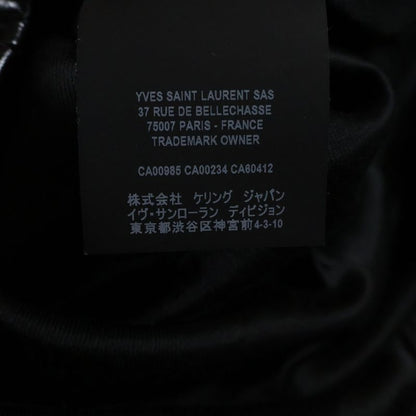 YVES SAINT LAURENT SAS
37 RUE DE BELLECHASSE
75007 PARIS - FRANCE
TRADEMARK OWNER
CA00985 CA00234 CA60412
株式会社 ケリング ジャパン
イヴ・サンローラン ディビジョン
東京都渋谷区神宮前4-3-10